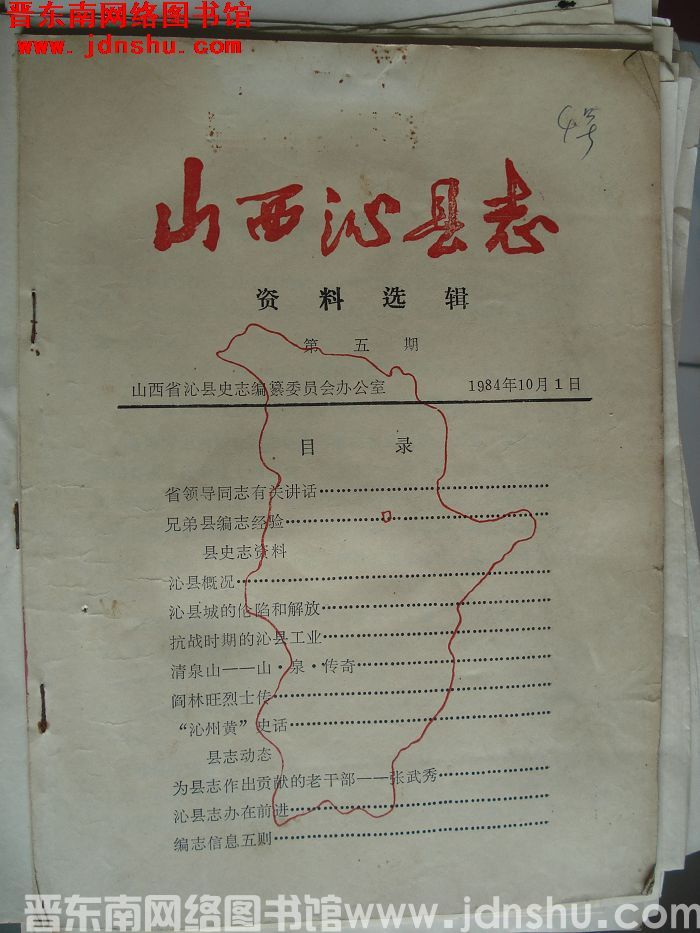 晋东南网络图书馆
www.jdnshu.com
4号
山西沁县志
资料选辑
第五期
山西省沁县史志编纂委员会办公室 1984年10月1日
目录
省领导同志有关讲话
兄弟县编志经验
县史志资料
沁县概况
沁县城的伦陷和解放
抗战时期的沁县工业
清泉山——山·泉·传奇
阎林旺烈士传
“沁州黄”史话
县志动态
为县志作出贡献的老干部——张武秀
沁县志办在前进
编志信息五则
晋东南网络图书馆 www.jdnshu.com